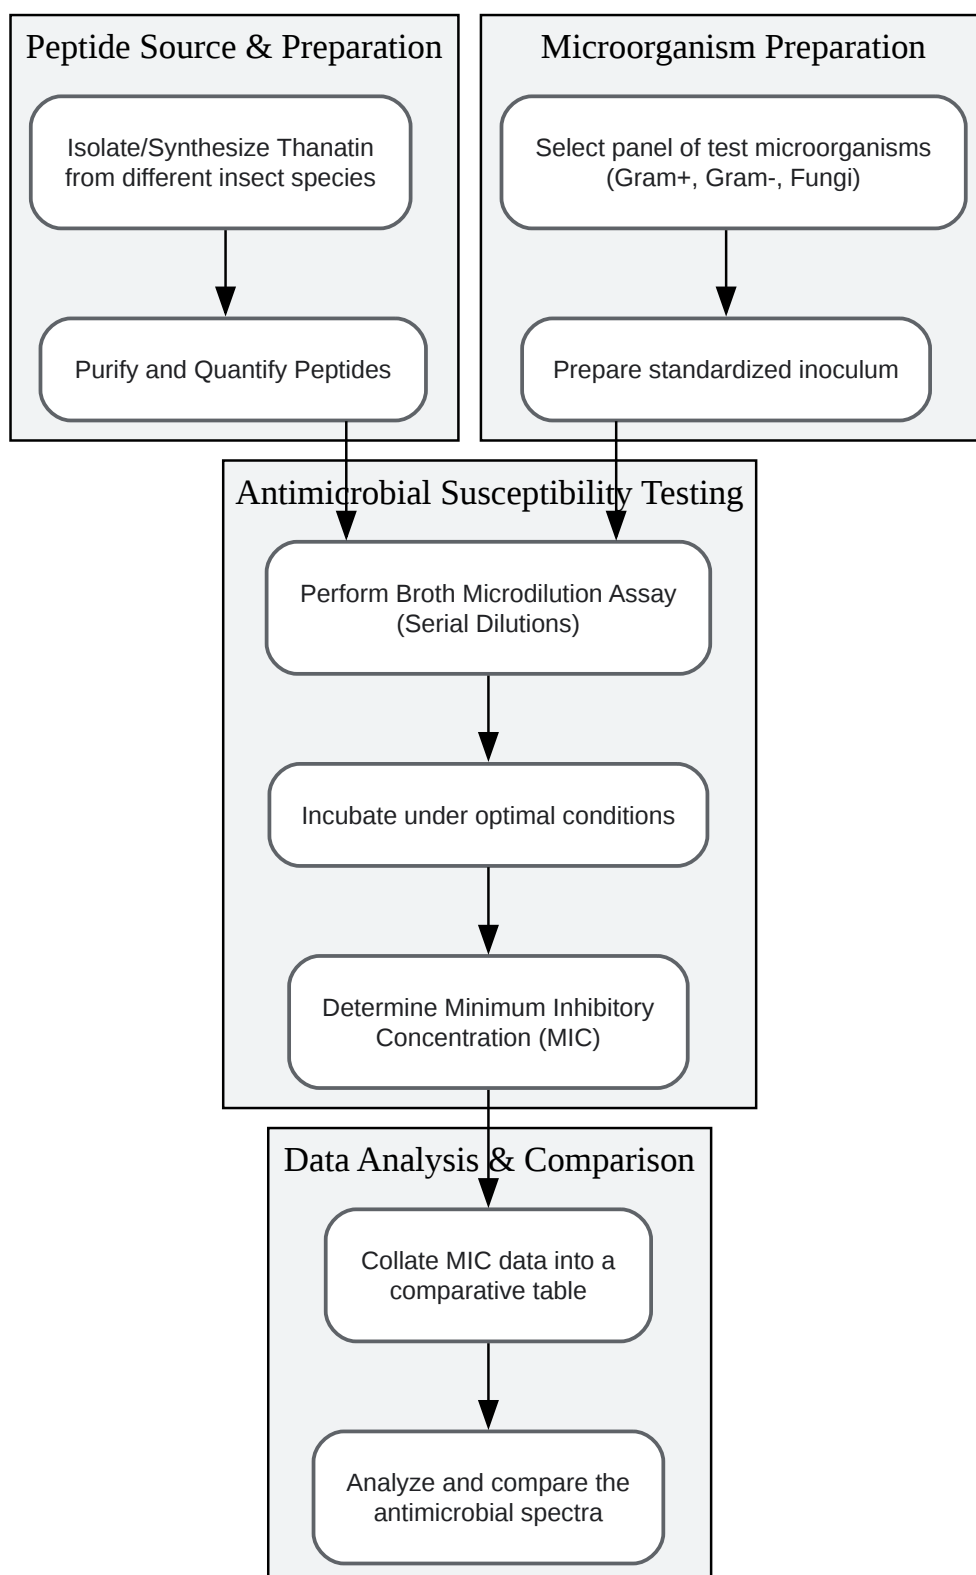 Peptide Source & Preparation
Isolate/Synthesize Thanatin
from different insect species
Purify and Quantify Peptides
Microorganism Preparation
Select panel of test microorganisms
(Gram+, Gram-, Fungi)
Prepare standardized inoculum
Antimicrobial Susceptibility Testing
Perform Broth Microdilution Assay
(Serial Dilutions)
Incubate under optimal conditions
Determine Minimum Inhibitory
Concentration (MIC)
Data Analysis & Comparison
Collate MIC data into a
comparative table
Analyze and compare the
antimicrobial spectra